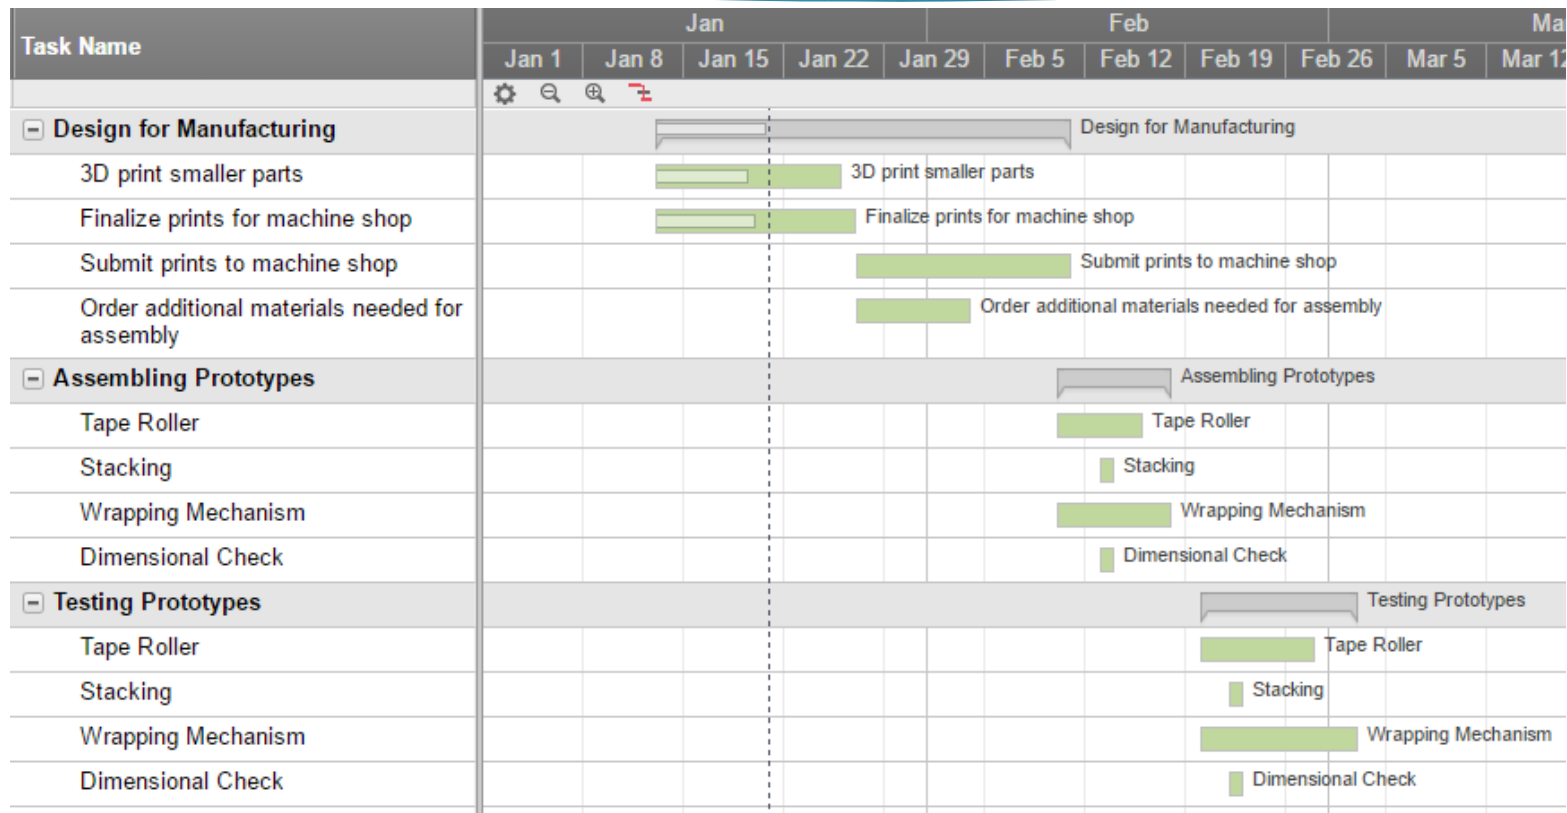 Task Name
Jan Feb Ma
Jan 1 Jan 8 Jan 15 Jan 22 Jan 29 Feb 5 Feb 12 Feb 19 Feb 26 Mar 5 Mar 12
Design for Manufacturing Design for Manufacturing
3D print smaller parts 3D print smaller parts
Finalize prints for machine shop Finalize prints for machine shop
Submit prints to machine shop Submit prints to machine shop
Order additional materials needed for Order additional materials needed for assembly
assembly
Assembling Prototypes Assembling Prototypes
Tape Roller Tape Roller
Stacking Stacking
Wrapping Mechanism Wrapping Mechanism
Dimensional Check Dimensional Check
Testing Prototypes Testing Prototypes
Tape Roller Tape Roller
Stacking Stacking
Wrapping Mechanism Wrapping Mechanism
Dimensional Check Dimensional Check